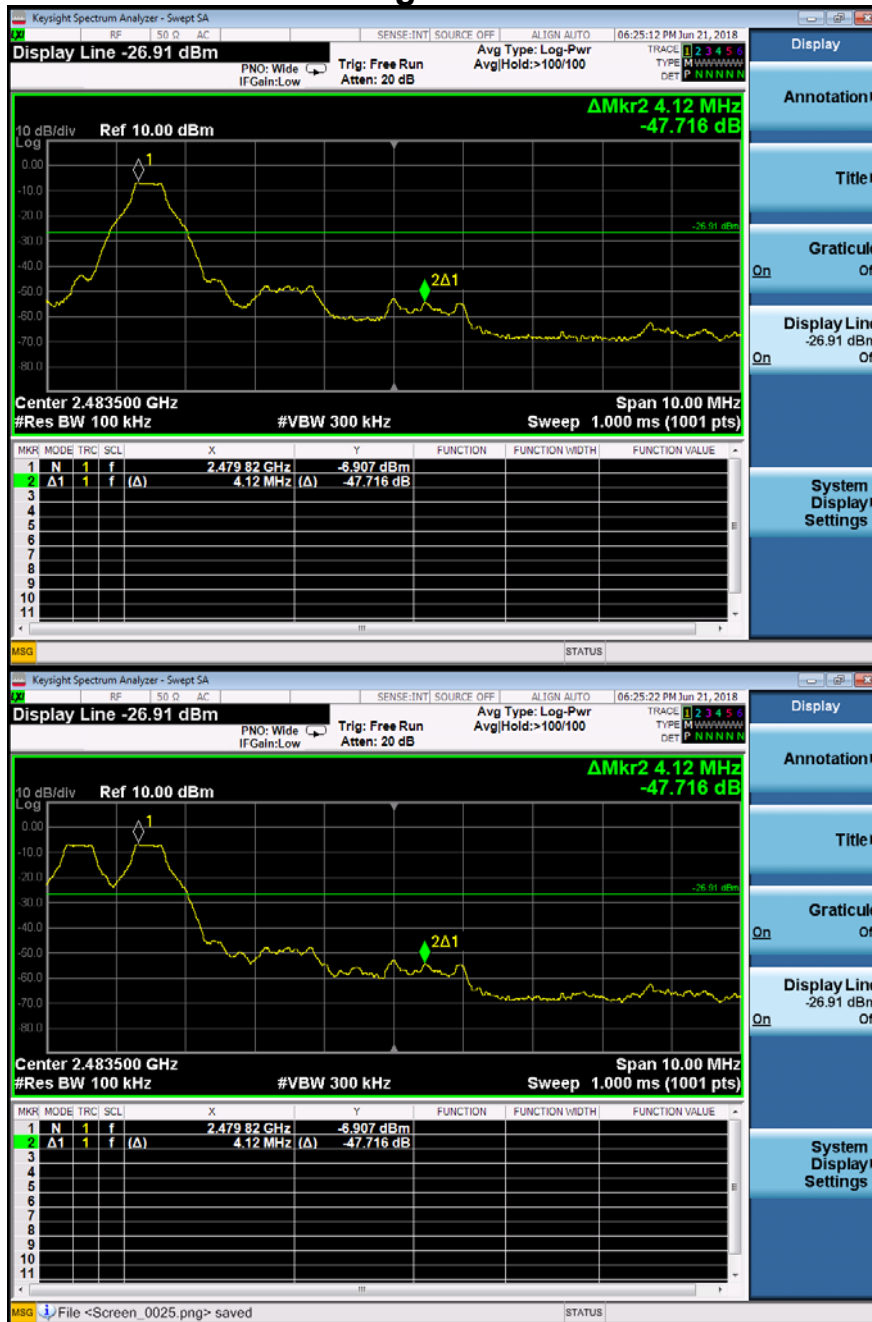 g
Keysight Spectrum Analyzer - Swept SA
LXI RF 50 Ω AC SENSE:INT SOURCE OFF ALIGN AUTO 06:25:12 PM Jun 21, 2018
Display Line -26.91 dBm
Avg Type: Log-Pwr
TRACE 1 2 3 4 5 6
PNO: Wide Trig: Free Run Avg|Hold:>100/100
TYPE M WWWWW
IFGain:Low Atten: 20 dB
DET P N N N N N
ΔMkr2 4.12 MHz
10 dB/div Ref 10.00 dBm -47.716 dB
Log
0.00
1
-10.0
-20.0
-26.91 dBm
-30.0
-40.0
2Δ1
-50.0
-60.0
-70.0
-80.0
Center 2.483500 GHz Span 10.00 MHz
#Res BW 100 kHz #VBW 300 kHz Sweep 1.000 ms (1001 pts)
MKR MODE TRC SCL X Y FUNCTION FUNCTION WIDTH FUNCTION VALUE
1 N 1 f 2.479 82 GHz -6.907 dBm
2 Δ1 1 f (Δ) 4.12 MHz (Δ) -47.716 dB
3
4
5
6
7
8
9
10
11
MSG STATUS
Display
Annotation
Title
Graticule
On Of
Display Line
-26.91 dBm
On Of
System
Display
Settings
Keysight Spectrum Analyzer - Swept SA
LXI RF 50 Ω AC SENSE:INT SOURCE OFF ALIGN AUTO 06:25:22 PM Jun 21, 2018
Display Line -26.91 dBm
Avg Type: Log-Pwr
TRACE 1 2 3 4 5 6
PNO: Wide Trig: Free Run Avg|Hold:>100/100
TYPE M WWWWW
IFGain:Low Atten: 20 dB
DET P N N N N N
ΔMkr2 4.12 MHz
10 dB/div Ref 10.00 dBm -47.716 dB
Log
0.00
1
-10.0
-20.0
-26.91 dBm
-30.0
-40.0
2Δ1
-50.0
-60.0
-70.0
-80.0
Center 2.483500 GHz Span 10.00 MHz
#Res BW 100 kHz #VBW 300 kHz Sweep 1.000 ms (1001 pts)
MKR MODE TRC SCL X Y FUNCTION FUNCTION WIDTH FUNCTION VALUE
1 N 1 f 2.479 82 GHz -6.907 dBm
2 Δ1 1 f (Δ) 4.12 MHz (Δ) -47.716 dB
3
4
5
6
7
8
9
10
11
MSG File <Screen_0025.png> saved STATUS
Display
Annotation
Title
Graticule
On Of
Display Line
-26.91 dBm
On Of
System
Display
Settings